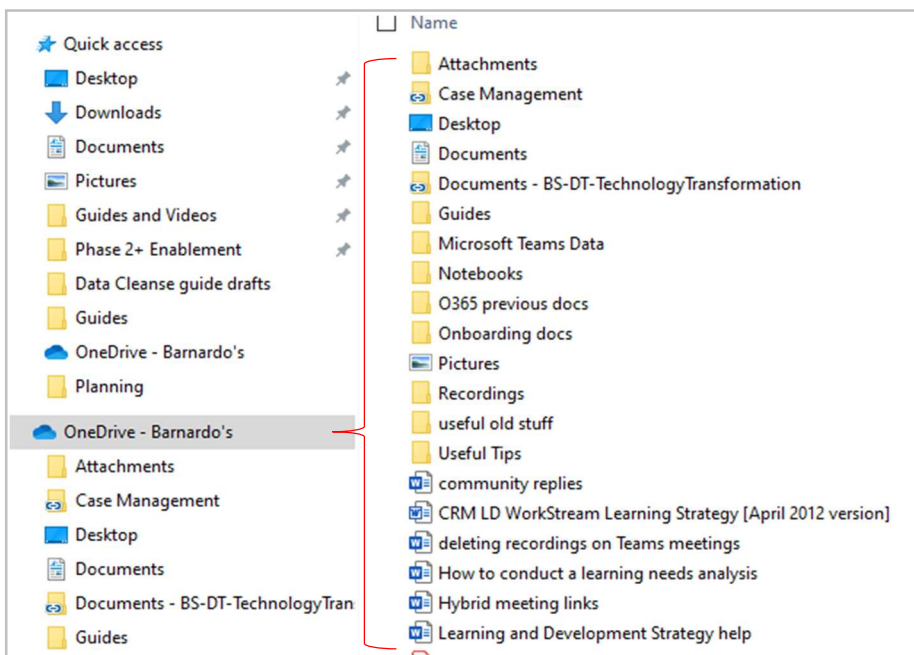 Quick access
Desktop
Downloads
Documents
Pictures
Guides and Videos
Phase 2+ Enablement
Data Cleanse guide drafts
Guides
OneDrive - Barnardo's
Planning
OneDrive - Barnardo's
Attachments
Case Management
Desktop
Documents
Documents - BS-DT-TechnologyTran
Guides
Name
Attachments
Case Management
Desktop
Documents
Documents - BS-DT-TechnologyTransformation
Guides
Microsoft Teams Data
Notebooks
O365 previous docs
Onboarding docs
Pictures
Recordings
useful old stuff
Useful Tips
community replies
CRM LD WorkStream Learning Strategy [April 2012 version]
deleting recordings on Teams meetings
How to conduct a learning needs analysis
Hybrid meeting links
Learning and Development Strategy help